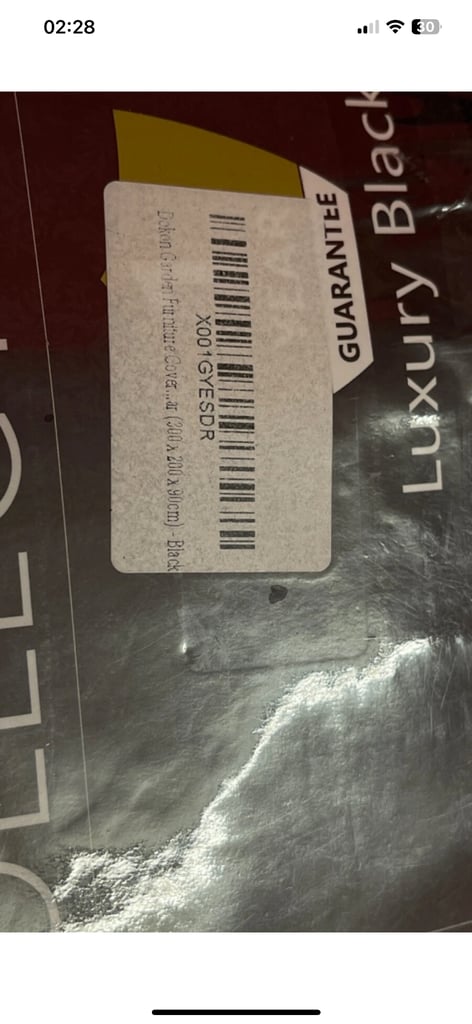 02:28
30
Luxury Black
GUARANTEE
X001GYESDR
Dokon Garden Furniture Cover...ar (300 x 200 x 90cm) - Black